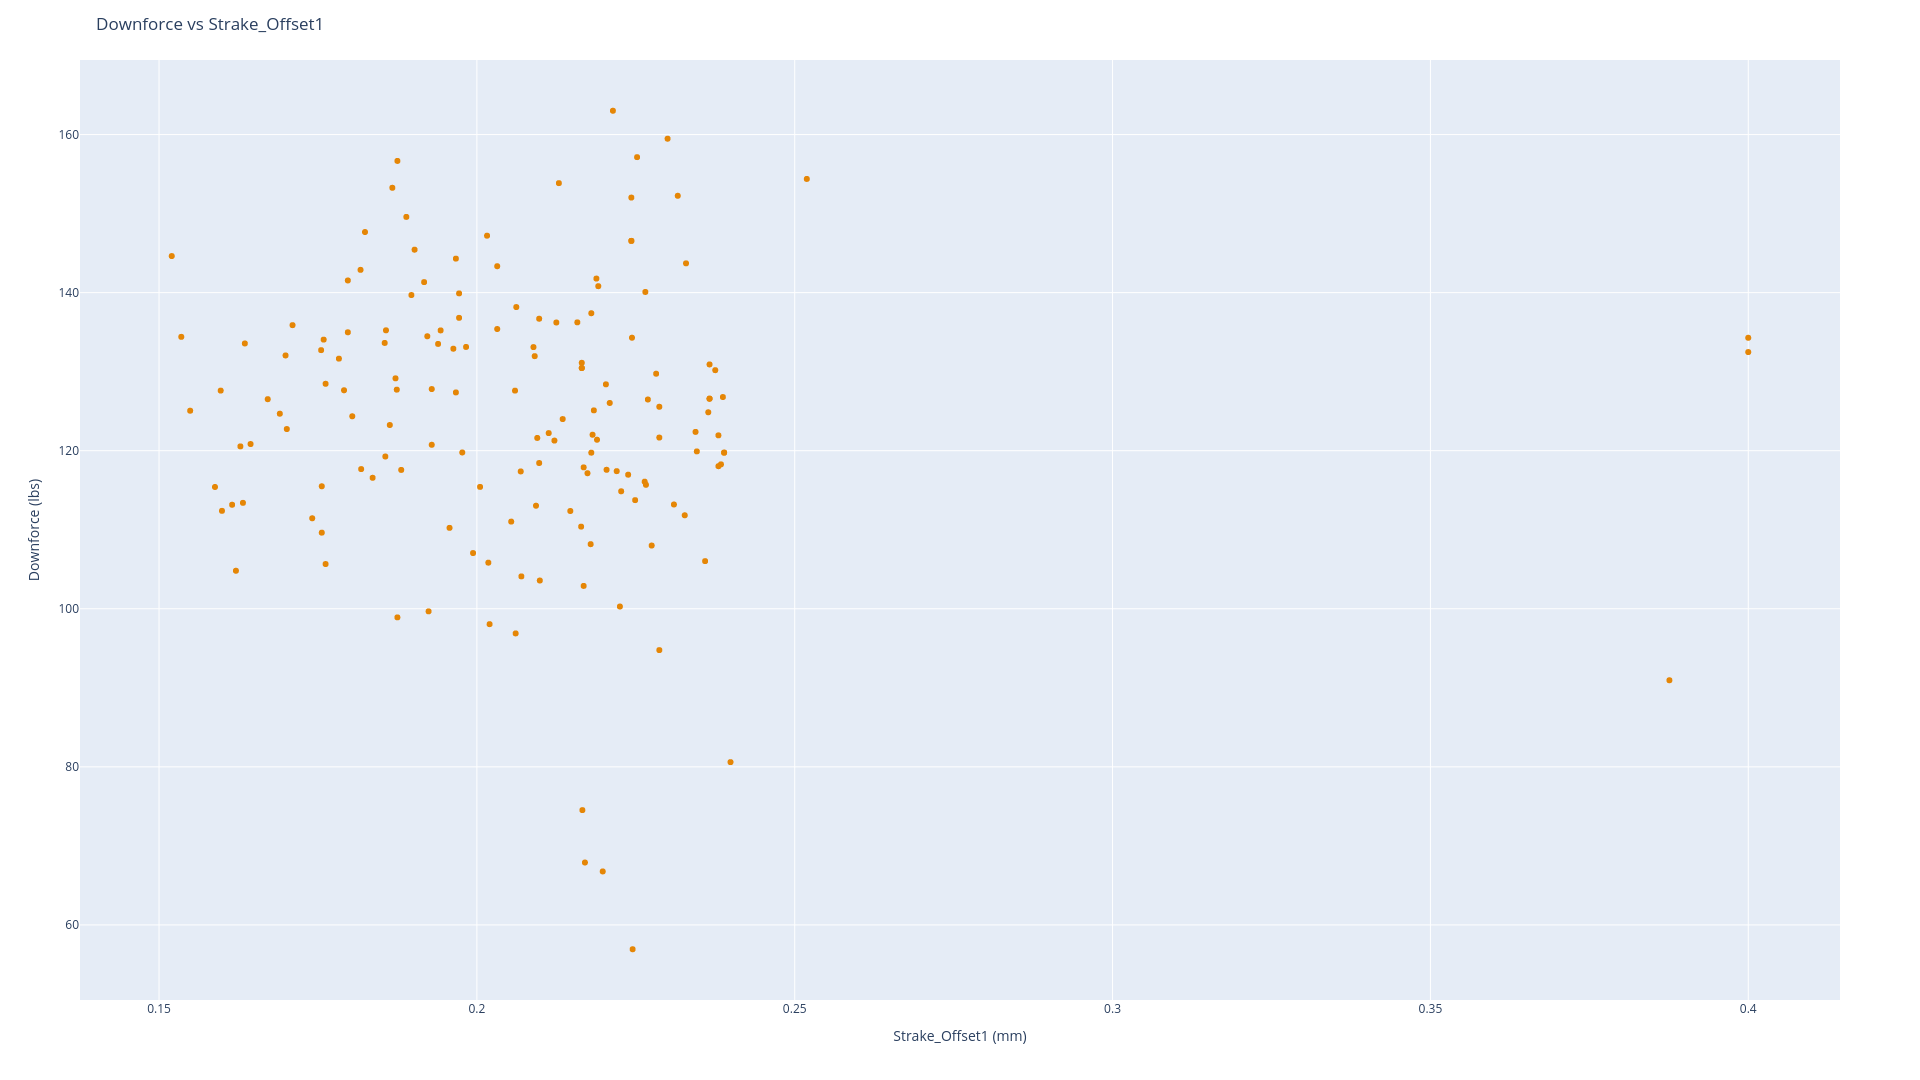 Downforce vs Strake_Offset1
160
140
120
100
80
60
Downforce (lbs)
0.15 0.2 0.25 0.3 0.35 0.4
Strake_Offset1 (mm)